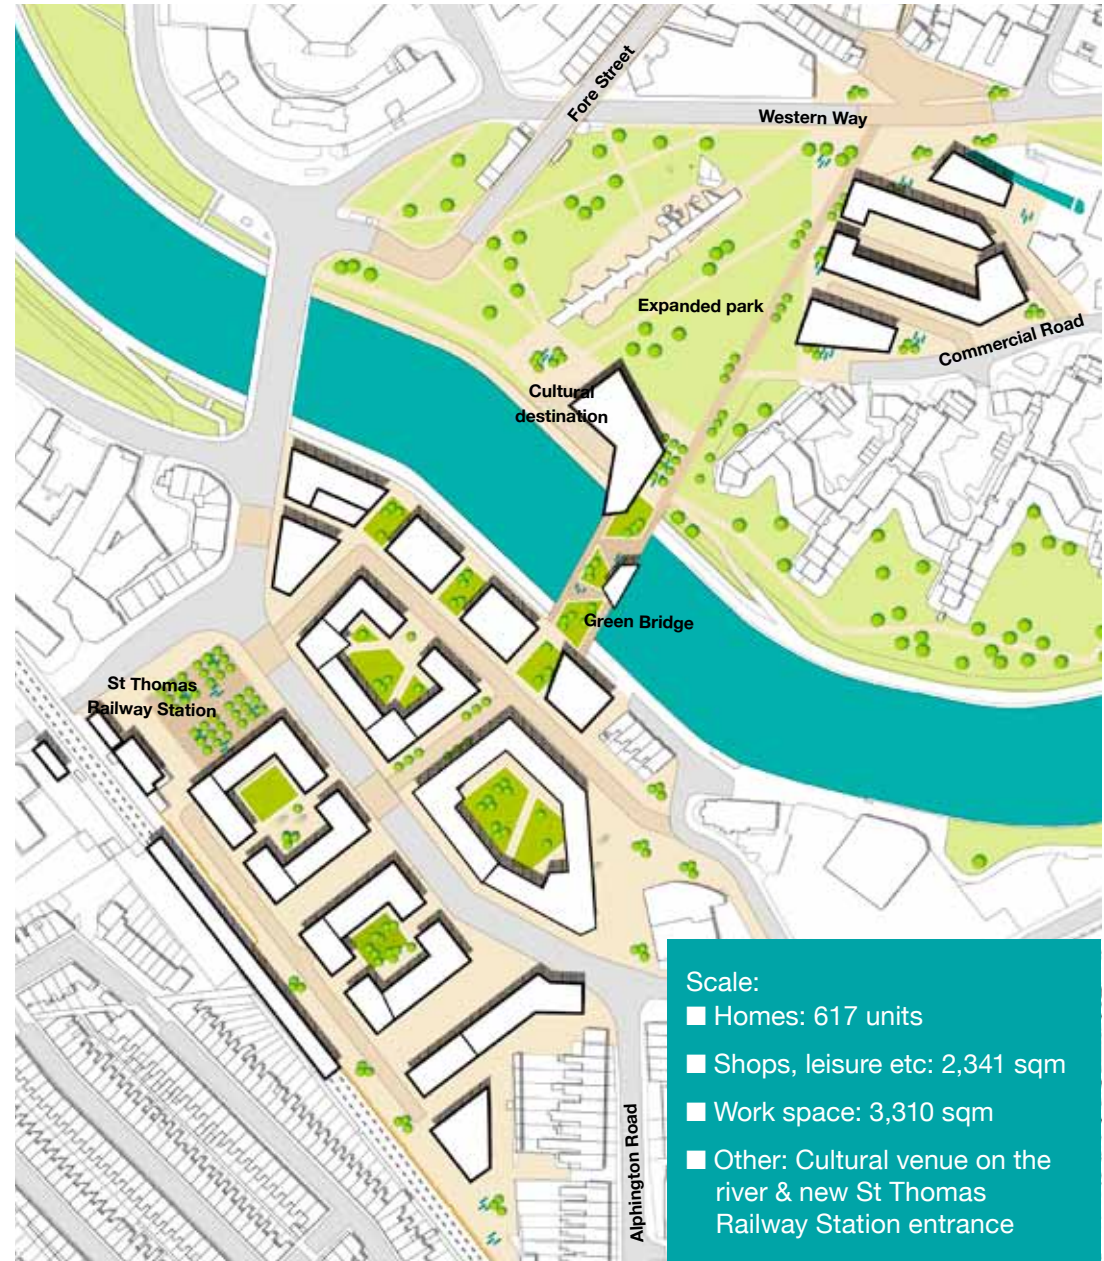 Fore Street
Western Way
Expanded park
Commercial Road
Cultural
destination
Green Bridge
St Thomas
Railway Station
Alphington Road
Scale:
■ Homes: 617 units
■ Shops, leisure etc: 2,341 sqm
■ Work space: 3,310 sqm
■ Other: Cultural venue on the
river & new St Thomas
Railway Station entrance